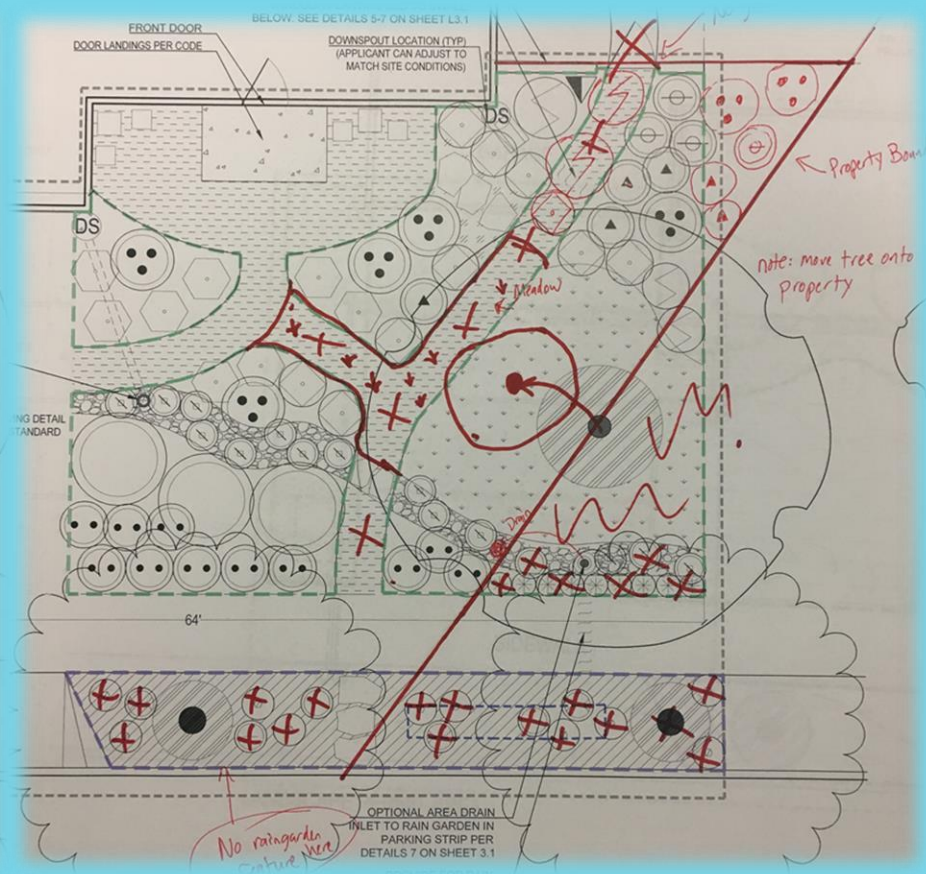 BELOW. SEE DETAILS 5-7 ON SHEET L3.1
FRONT DOOR
DOOR LANDINGS PER CODE
DOWNSPOUT LOCATION (TYP)
(APPLICANT CAN ADJUST TO
MATCH SITE CONDITIONS)
DS
DS
Property Boun
note: move tree onto
property
Meadow
NG DETAIL
STANDARD
Drain
64'
OPTIONAL AREA DRAIN
INLET TO RAIN GARDEN IN
PARKING STRIP PER
DETAILS 7 ON SHEET 3.1
No raingarden
here